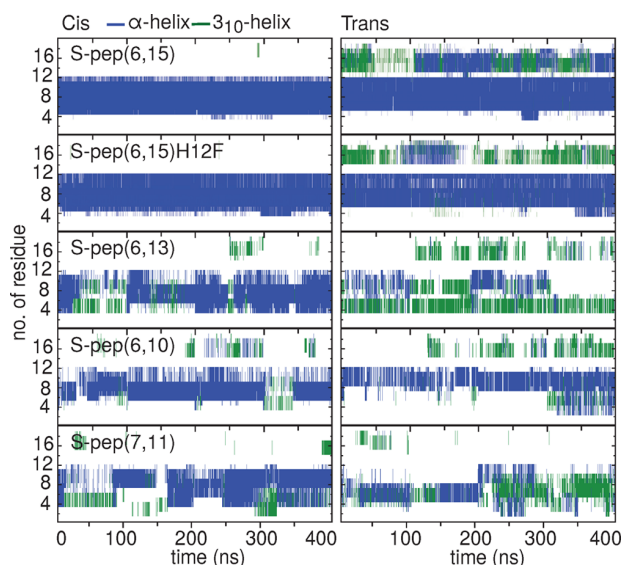 Cis α-helix 3₁₀-helix Trans
S-pep(6,15)
16
12
8
4
S-pep(6,15)H12F
16
12
8
4
S-pep(6,13)
16
12
8
4
S-pep(6,10)
16
12
8
4
S-pep(7,11)
16
12
8
4
no. of residue
0 100 200 300 400 0 100 200 300 400
time (ns) time (ns)